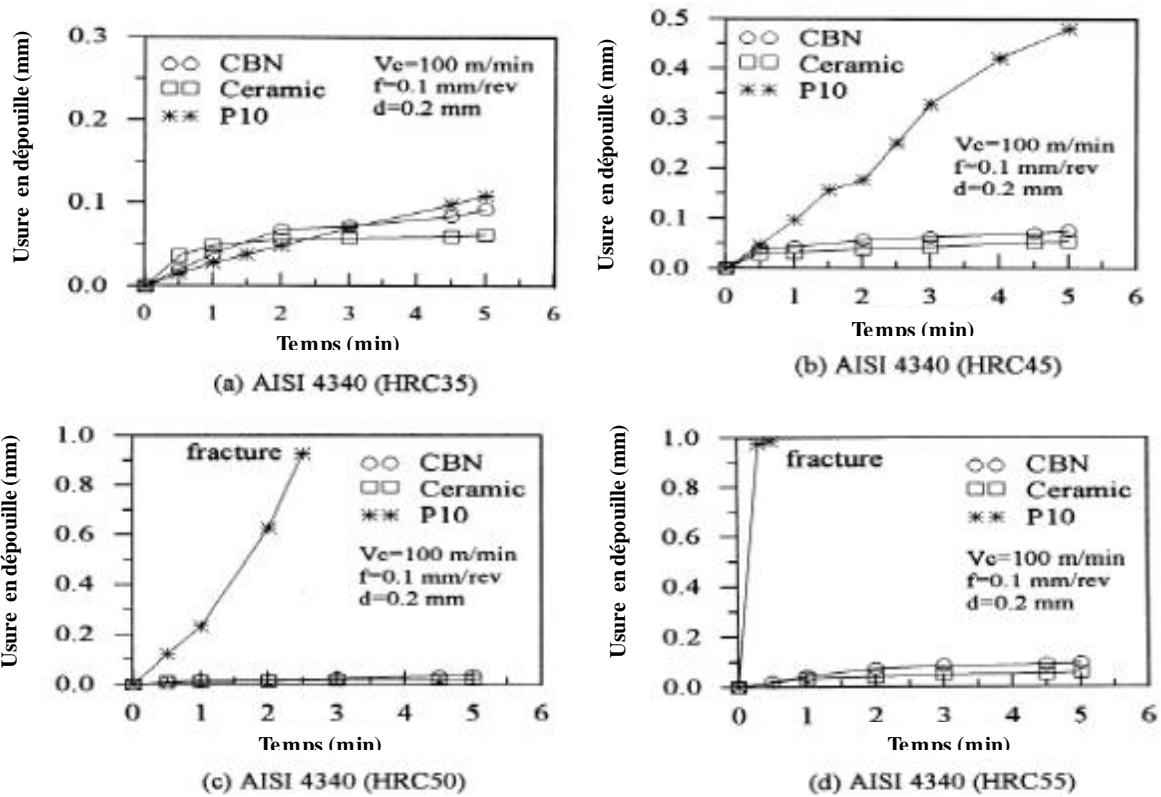 Usure en dépouille (mm)
0.3
0.2
0.1
0.0
CBN
Ceramic
P10
Vc=100 m/min
f=0.1 mm/rev
d=0.2 mm
0 1 2 3 4 5 6
Temps (min)
(a) AISI 4340 (HRC35)
Usure en dépouille (mm)
0.5
0.4
0.3
0.2
0.1
0.0
CBN
Ceramic
P10
Vc=100 m/min
f=0.1 mm/rev
d=0.2 mm
0 1 2 3 4 5 6
Temps (min)
(b) AISI 4340 (HRC45)
Usure en dépouille (mm)
1.0
0.8
0.6
0.4
0.2
0.0
fracture
CBN
Ceramic
P10
Vc=100 m/min
f=0.1 mm/rev
d=0.2 mm
0 1 2 3 4 5 6
Temps (min)
(c) AISI 4340 (HRC50)
Usure en dépouille (mm)
1.0
0.8
0.6
0.4
0.2
0.0
fracture
CBN
Ceramic
P10
Vc=100 m/min
f=0.1 mm/rev
d=0.2 mm
0 1 2 3 4 5 6
Temps (min)
(d) AISI 4340 (HRC55)